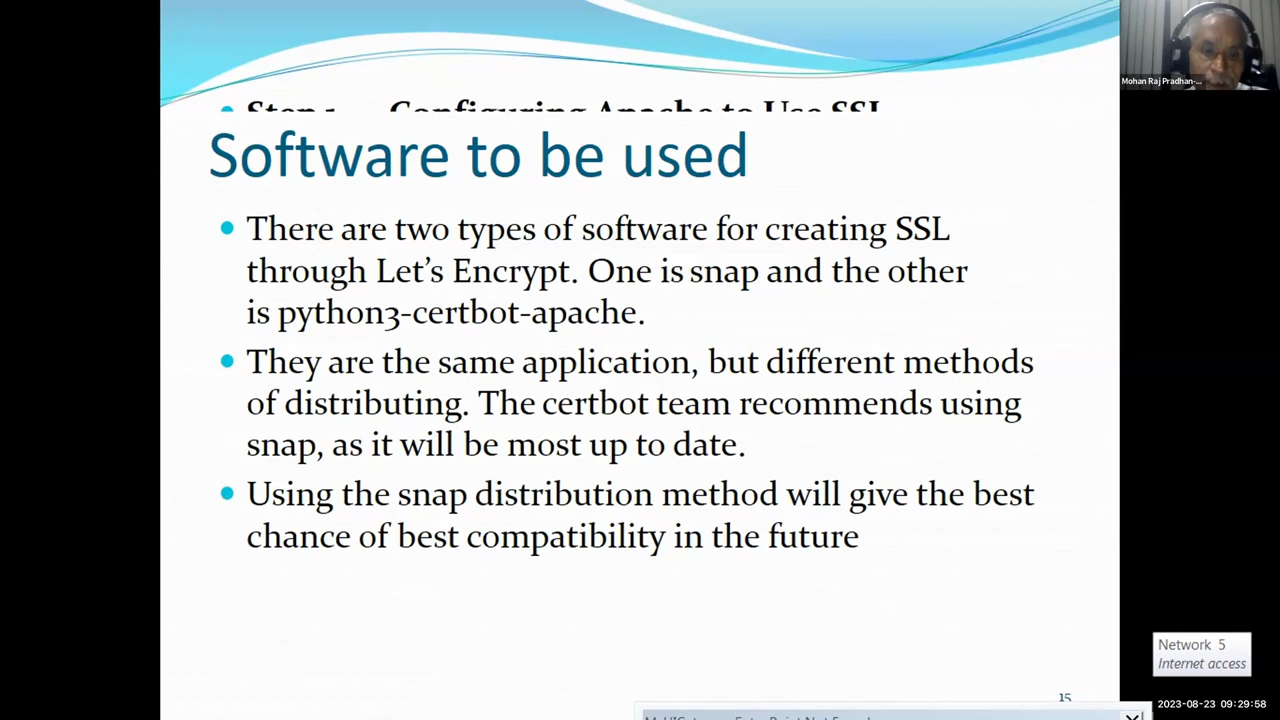 Mohan Raj Pradhan-...
Step 1 — Configuring Apache to Use SSL
Software to be used
• There are two types of software for creating SSL
through Let's Encrypt. One is snap and the other
is python3-certbot-apache.
• They are the same application, but different methods
of distributing. The certbot team recommends using
snap, as it will be most up to date.
• Using the snap distribution method will give the best
chance of best compatibility in the future
Network 5
Internet access
15
2023-08-23 09:29:58